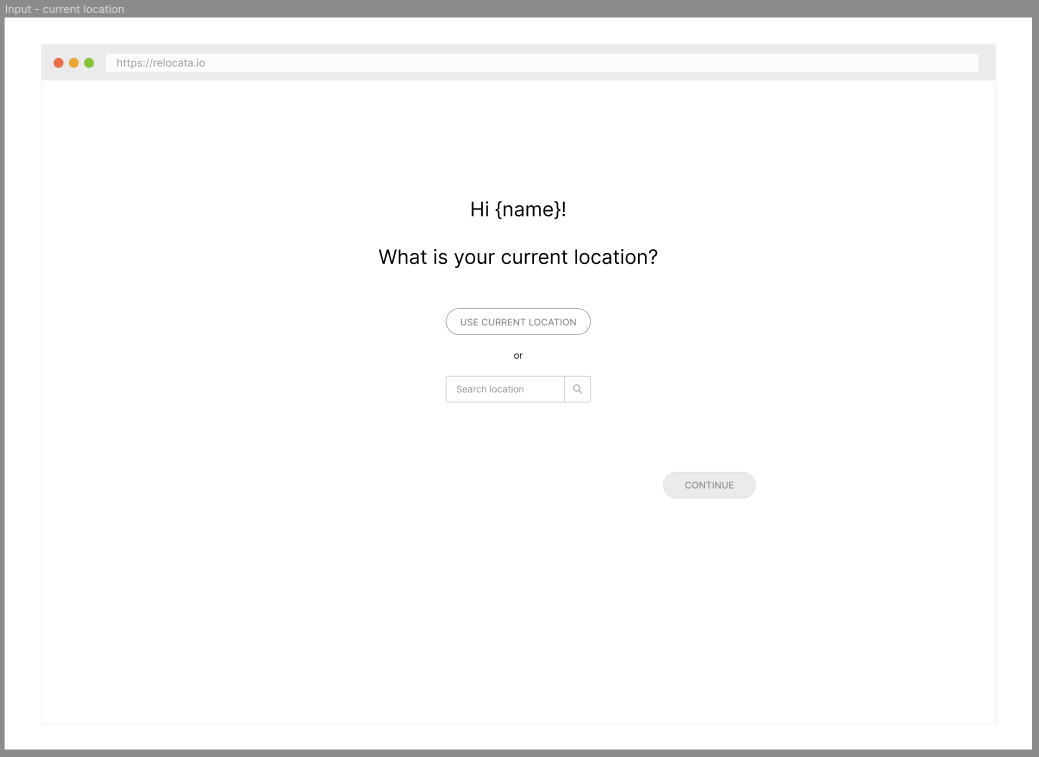 Input - current location
https://relocata.io
Hi {name}!
What is your current location?
USE CURRENT LOCATION
or
Search location
CONTINUE